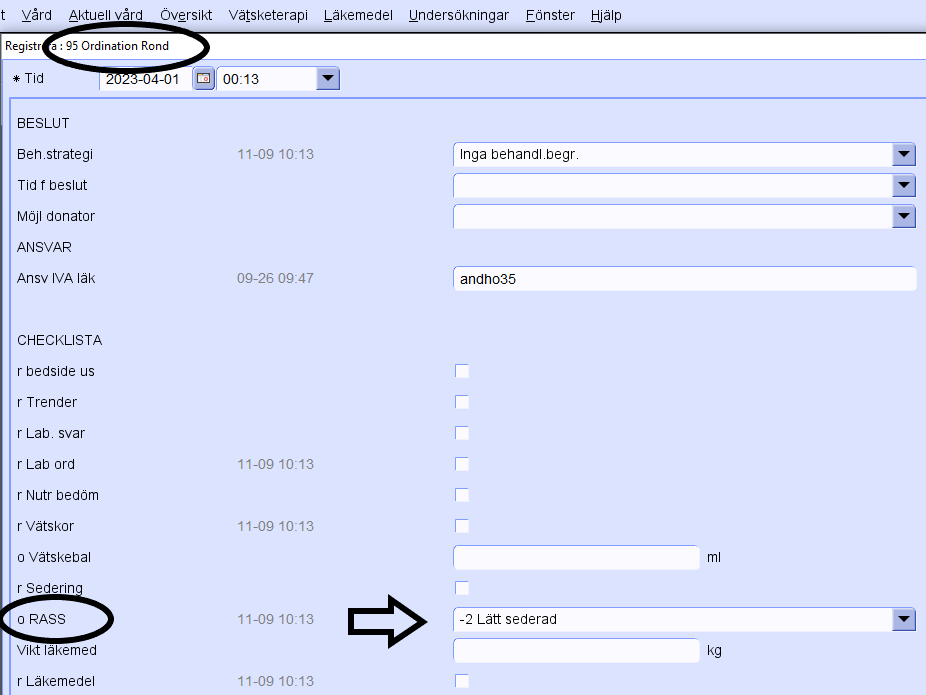 t Vård Aktuell vård Översikt Vätsketerapi Läkemedel Undersökningar Fönster Hjälp
Registrera : 95 Ordination Rond
* Tid 2023-04-01 00:13
BESLUT
Beh.strategi 11-09 10:13 Inga behandl.begr.
Tid f beslut
Möjl donator
ANSVAR
Ansv IVA läk 09-26 09:47 andho35
CHECKLISTA
r bedside us
r Trender
r Lab. svar
r Lab ord 11-09 10:13
r Nutr bedöm
r Vätskor 11-09 10:13
o Vätskebal ml
r Sedering
o RASS 11-09 10:13 -2 Lätt sederad
Vikt läkemed kg
r Läkemedel 11-09 10:13